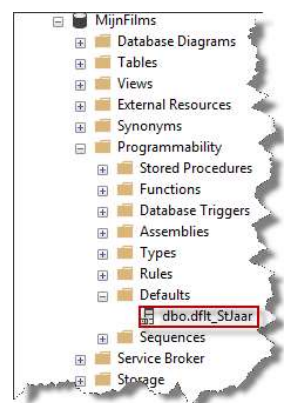 MijnFilms
Database Diagrams
Tables
Views
External Resources
Synonyms
Programmability
Stored Procedures
Functions
Database Triggers
Assemblies
Types
Rules
Defaults
dbo.dflt_StJaar
Sequences
Service Broker
Storage